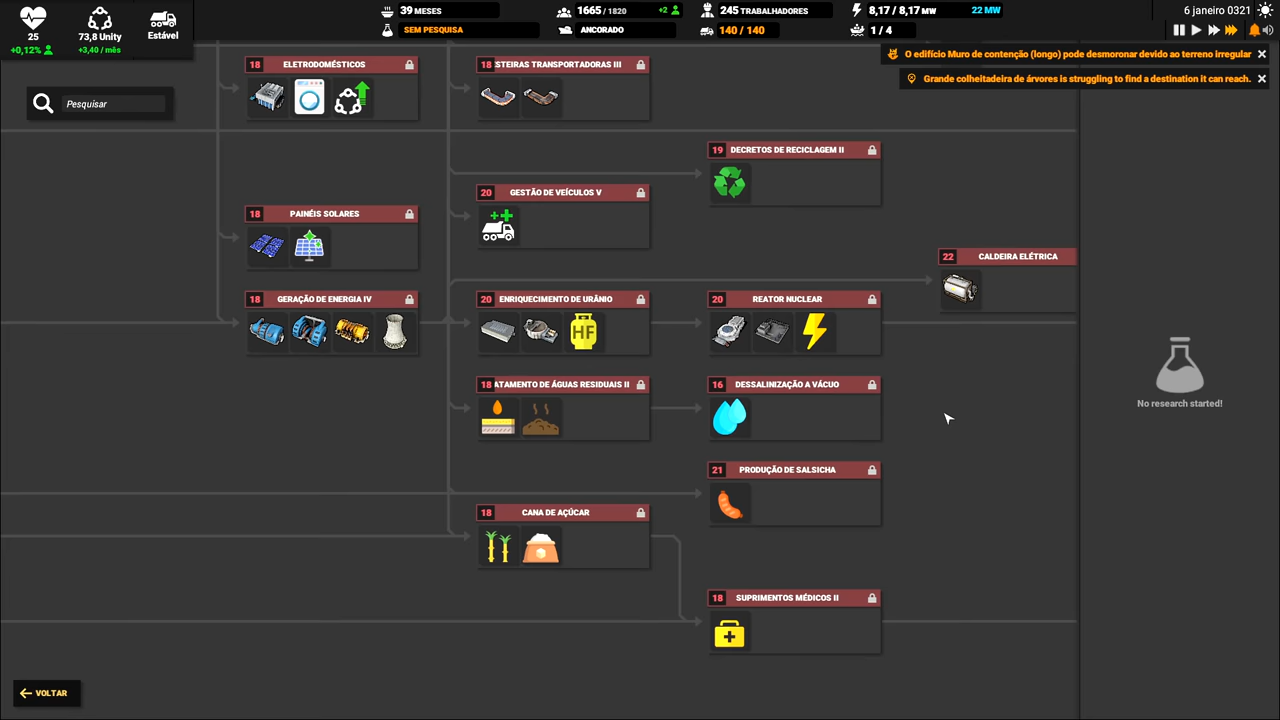 25
+0,12%
73,8 Unity
+3,40 / mês
Estável
39 MESES
SEM PESQUISA
1665 / 1820
+2
ANCORADO
245 TRABALHADORES
140 / 140
8,17 / 8,17 MW
22 MW
1 / 4
6 janeiro 0321
O edifício Muro de contenção (longo) pode desmoronar devido ao terreno irregular
Grande colheitadeira de árvores is struggling to find a destination it can reach.
Pesquisar
18 ELETRODOMÉSTICOS
18 STEIRAS TRANSPORTADORAS III
19 DECRETOS DE RECICLAGEM II
20 GESTÃO DE VEÍCULOS V
18 PAINÉIS SOLARES
22 CALDEIRA ELÉTRICA
18 GERAÇÃO DE ENERGIA IV
20 ENRIQUECIMENTO DE URÂNIO
HF
20 REATOR NUCLEAR
18 ATAMENTO DE ÁGUAS RESIDUAIS II
16 DESSALINIZAÇÃO A VÁCUO
No research started!
21 PRODUÇÃO DE SALSICHA
18 CANA DE AÇÚCAR
18 SUPRIMENTOS MÉDICOS II
VOLTAR